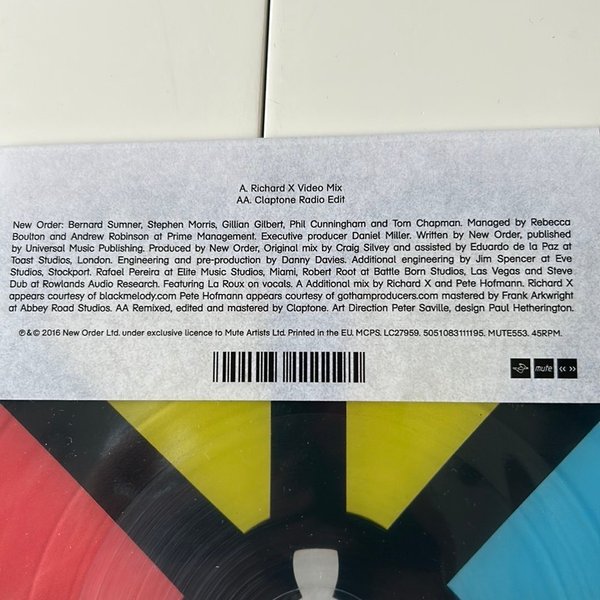 A. Richard X Video Mix
AA. Claptone Radio Edit
New Order: Bernard Sumner, Stephen Morris, Gillian Gilbert, Phil Cunningham and Tom Chapman. Managed by Rebecca
Boulton and Andrew Robinson at Prime Management. Executive producer Daniel Miller. Written by New Order, published
by Universal Music Publishing. Produced by New Order, Original mix by Craig Silvey and assisted by Eduardo de la Paz at
Toast Studios, London. Engineering and pre-production by Danny Davies. Additional engineering by Jim Spencer at Eve
Studios, Stockport. Rafael Pereira at Elite Music Studios, Miami, Robert Root at Battle Born Studios, Las Vegas and Steve
Dub at Rowlands Audio Research. Featuring La Roux on vocals. A Additional mix by Richard X and Pete Hofmann. Richard X
appears courtesy of blackmelody.com Pete Hofmann appears courtesy of gothamproducers.com mastered by Frank Arkwright
at Abbey Road Studios. AA Remixed, edited and mastered by Claptone. Art Direction Peter Saville, design Paul Hetherington.
℗ & © 2016 New Order Ltd. under exclusive licence to Mute Artists Ltd. Printed in the EU. MCPS. LC27959. 5051083111195. MUTE553. 45RPM.
mute «« »»